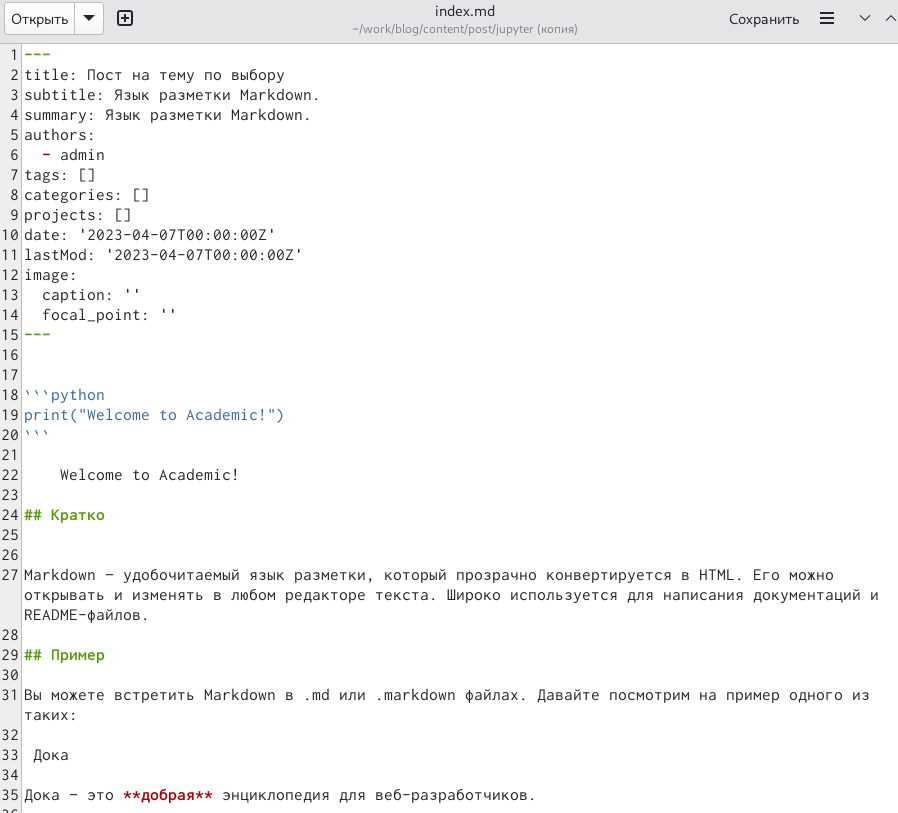 Открыть
index.md
~/work/blog/content/post/jupyter (копия)
Сохранить
1 ---
2 title: Пост на тему по выбору
3 subtitle: Язык разметки Markdown.
4 summary: Язык разметки Markdown.
5 authors:
6   - admin
7 tags: []
8 categories: []
9 projects: []
10 date: '2023-04-07T00:00:00Z'
11 lastMod: '2023-04-07T00:00:00Z'
12 image:
13   caption: ''
14   focal_point: ''
15 ---
16
17
18 ```python
19 print("Welcome to Academic!")
20 ```
21
22     Welcome to Academic!
23
24 ## Кратко
25
26
27 Markdown – удобочитаемый язык разметки, который прозрачно конвертируется в HTML. Его можно
открывать и изменять в любом редакторе текста. Широко используется для написания документаций и
README-файлов.
28
29 ## Пример
30
31 Вы можете встретить Markdown в .md или .markdown файлах. Давайте посмотрим на пример одного из
таких:
32
33  Дока
34
35 Дока – это **добрая** энциклопедия для веб-разработчиков.